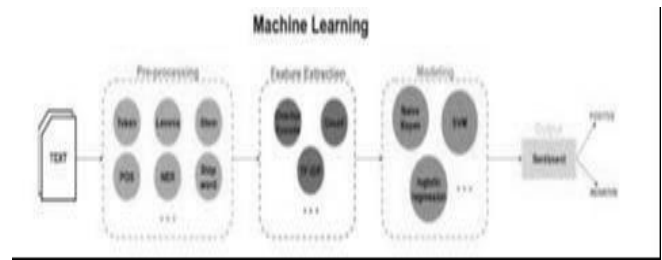 Machine Learning
Pre-processing
Feature Extraction
Modeling
TEXT
Token
Lemma
Stem
POS
NER
Stop
word
...
Count
TF-IDF
...
Naive
Bayes
SVM
logistic
regression
...
Output
Sentiment
POSITIVE
NEGATIVE